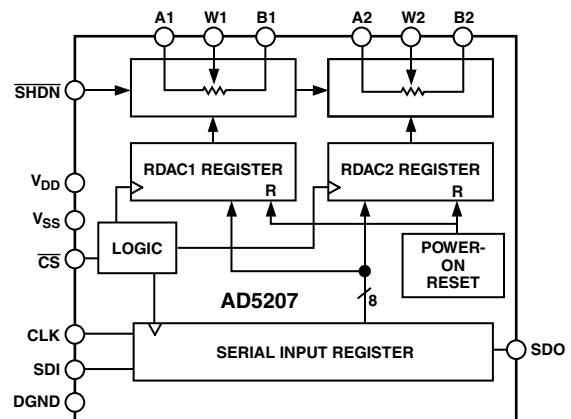 A1 W1 B1 A2 W2 B2
SHDN
RDAC1 REGISTER
R
RDAC2 REGISTER
R
VDD
VSS
CS
LOGIC
POWER-
ON
RESET
8
AD5207
CLK
SERIAL INPUT REGISTER
SDO
SDI
DGND